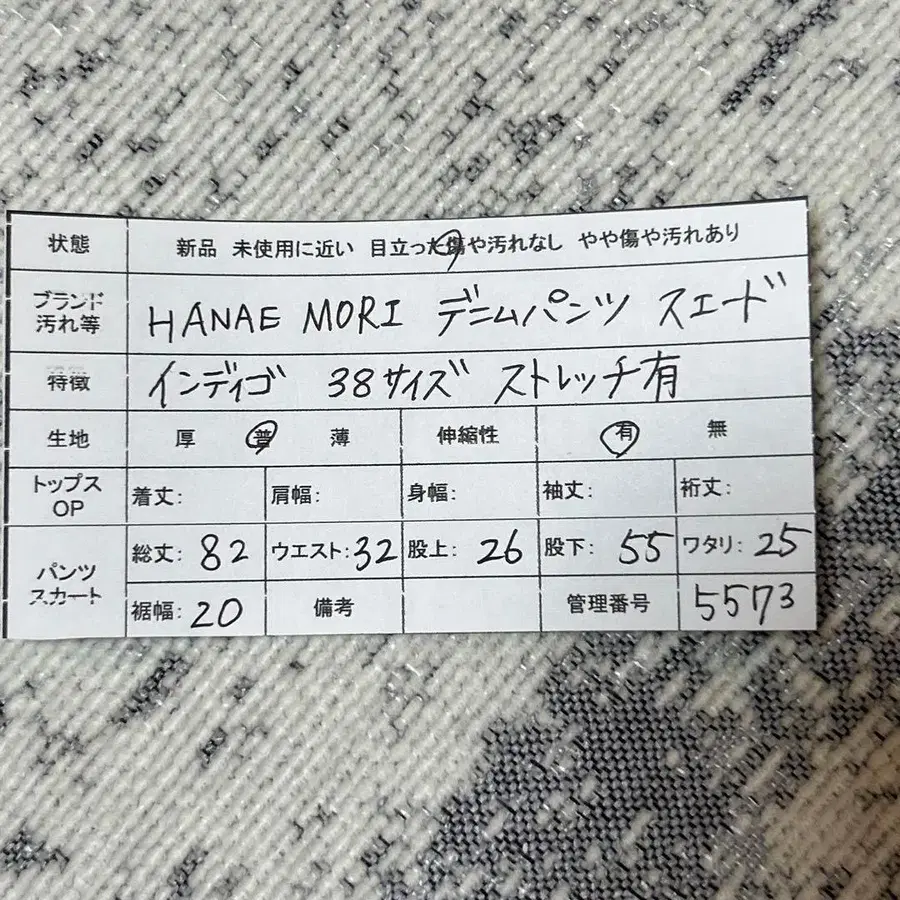 状態 新品 未使用に近い 目立った傷や汚れなし やや傷や汚れあり
ブランド
汚れ等 HANAE MORI デニムパンツ スエード
特徴 インディゴ 38サイズ ストレッチ有
生地 厚 普 薄 伸縮性 有 無
トップス
OP 着丈: 肩幅: 身幅: 袖丈: 裄丈:
パンツ
スカート 総丈: 82 ウエスト: 32 股上: 26 股下: 55 ワタリ: 25
裾幅: 20 備考 管理番号 5573